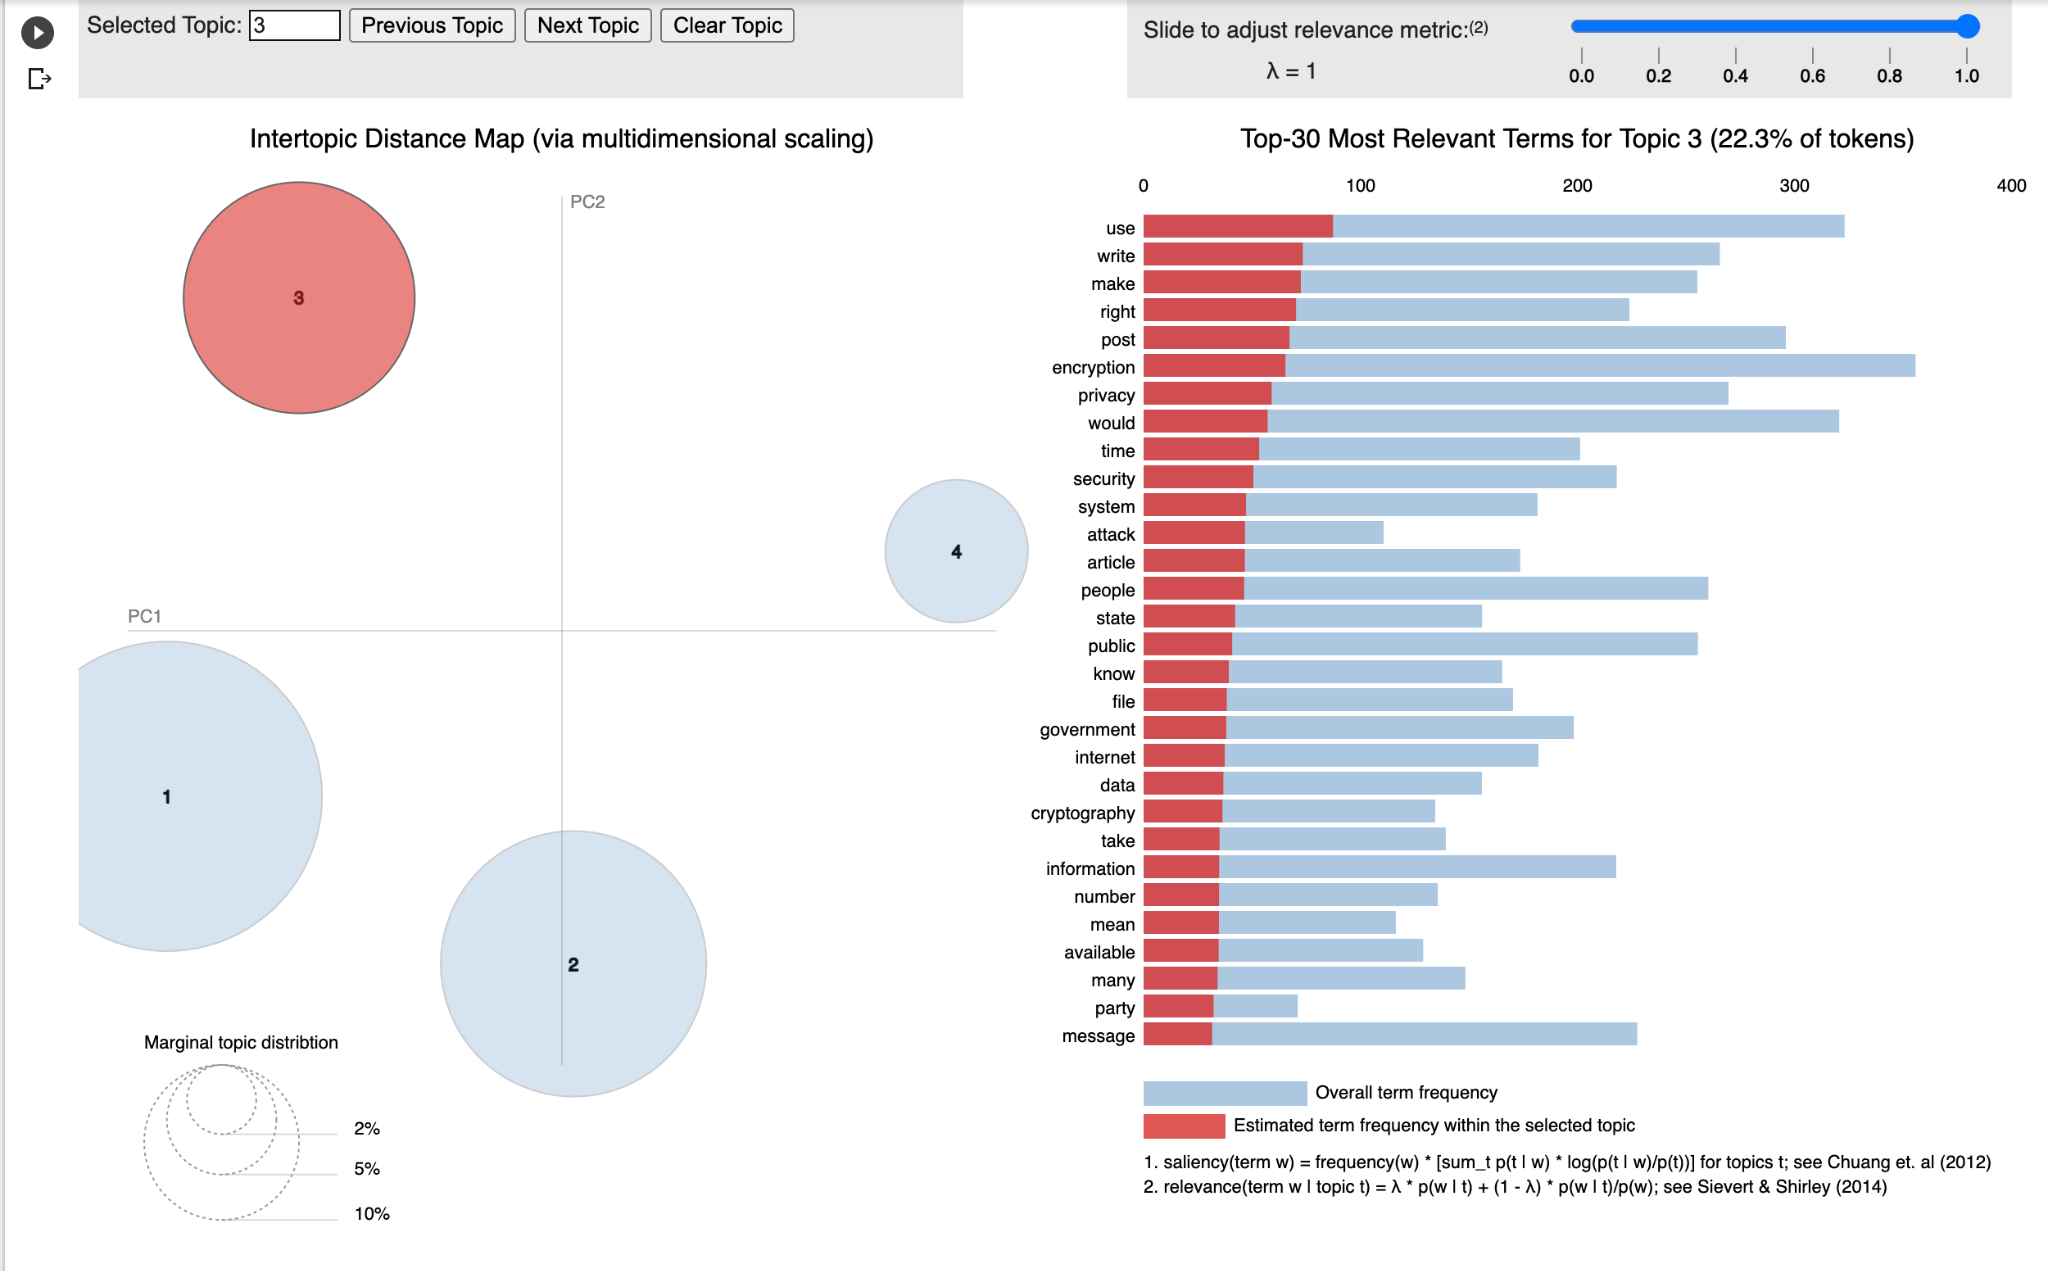 Selected Topic: 3 Previous Topic Next Topic Clear Topic
Slide to adjust relevance metric:(2)
λ = 1
0.0 0.2 0.4 0.6 0.8 1.0
Intertopic Distance Map (via multidimensional scaling)
PC2
3
4
PC1
1
2
Marginal topic distribtion
2%
5%
10%
Top-30 Most Relevant Terms for Topic 3 (22.3% of tokens)
0 100 200 300 400
use
write
make
right
post
encryption
privacy
would
time
security
system
attack
article
people
state
public
know
file
government
internet
data
cryptography
take
information
number
mean
available
many
party
message
Overall term frequency
Estimated term frequency within the selected topic
1. saliency(term w) = frequency(w) * [sum_t p(t | w) * log(p(t | w)/p(t))] for topics t; see Chuang et. al (2012)
2. relevance(term w | topic t) = λ * p(w | t) + (1 - λ) * p(w | t)/p(w); see Sievert & Shirley (2014)